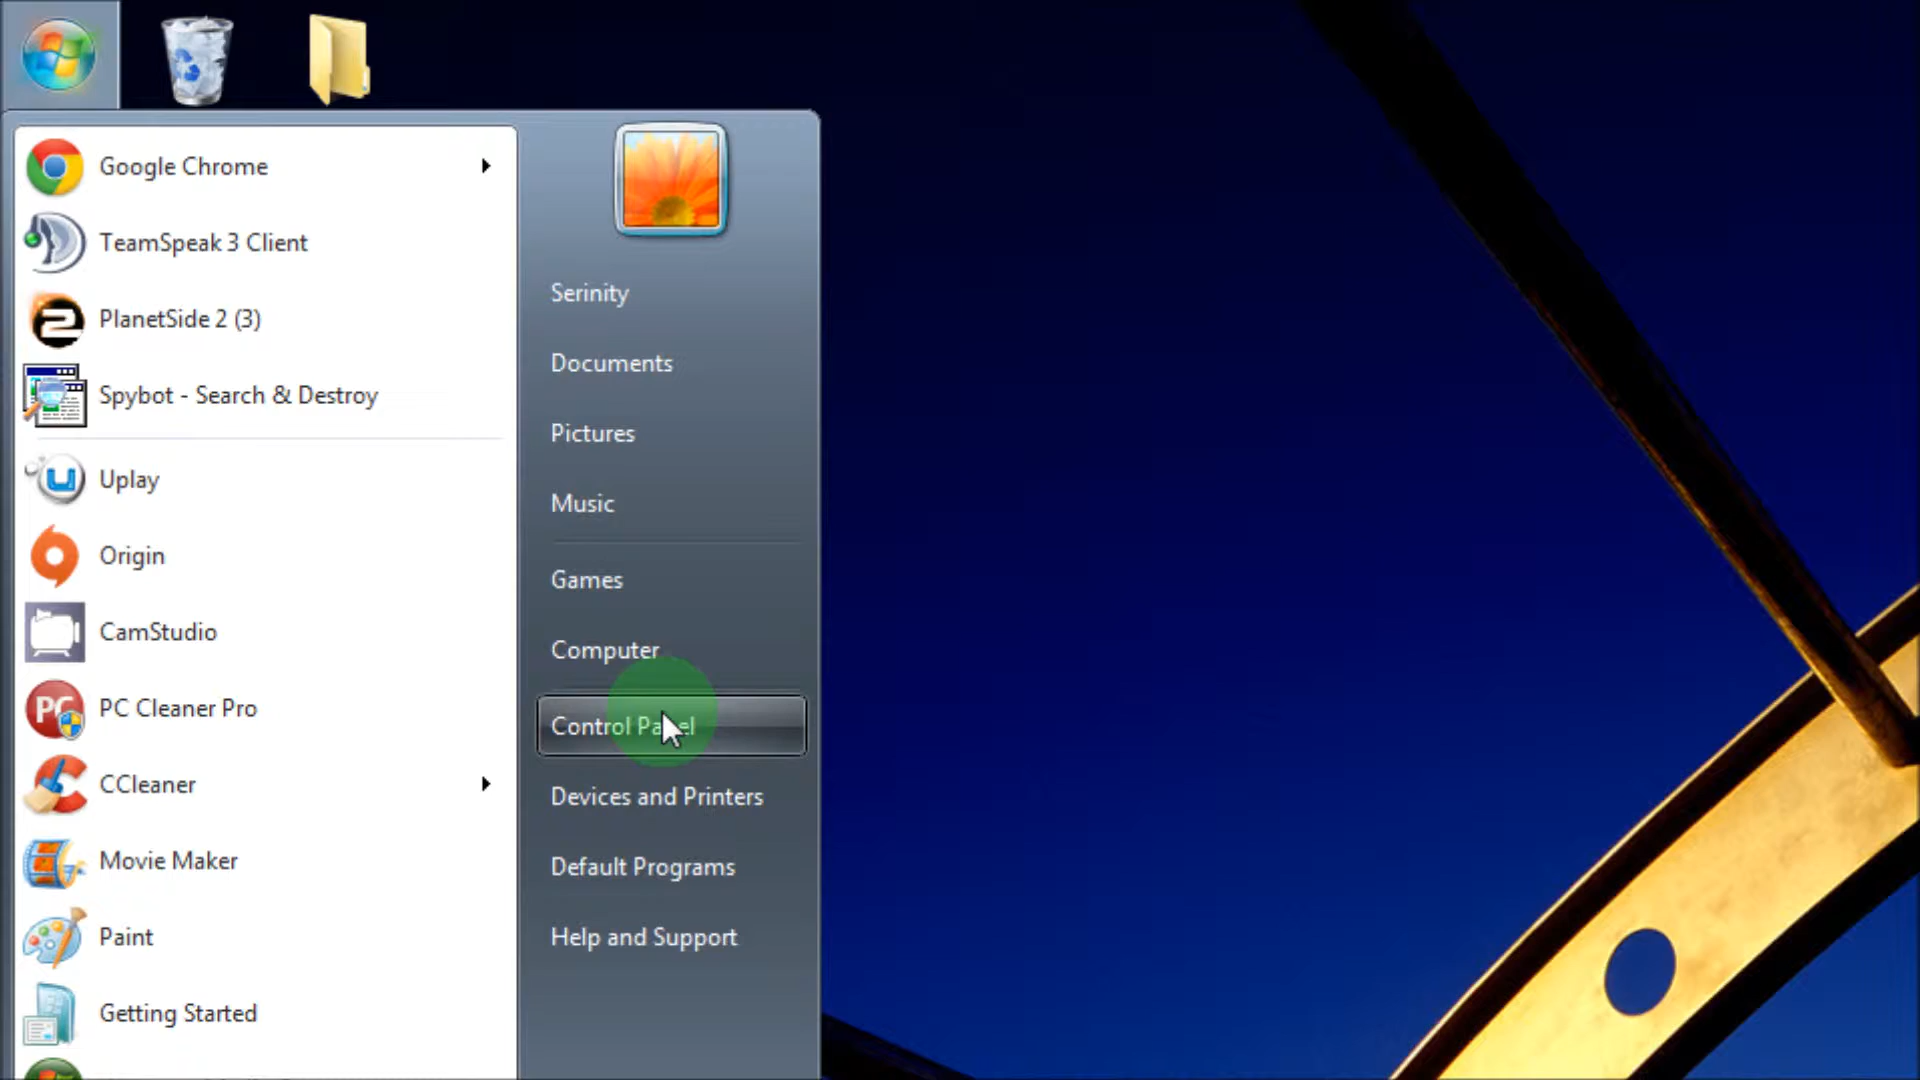 Google Chrome
TeamSpeak 3 Client
PlanetSide 2 (3)
Spybot - Search & Destroy
Uplay
Origin
CamStudio
PC Cleaner Pro
CCleaner
Movie Maker
Paint
Getting Started
Serinity
Documents
Pictures
Music
Games
Computer
Control Panel
Devices and Printers
Default Programs
Help and Support